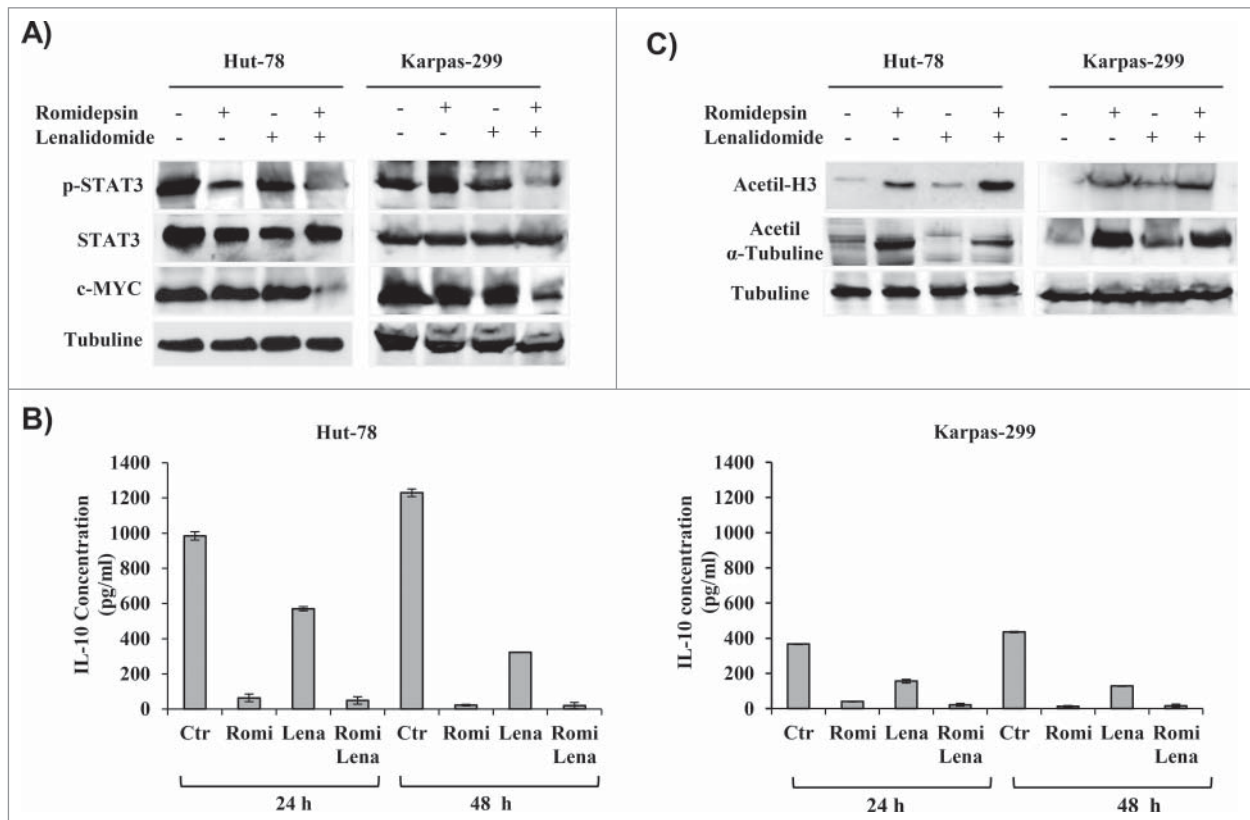 A)
Hut-78 Karpas-299
Romidepsin - + - + - + - +
Lenalidomide - - + + - - + +
p-STAT3
STAT3
c-MYC
Tubuline
C)
Hut-78 Karpas-299
Romidepsin - + - + - + - +
Lenalidomide - - + + - - + +
Acetil-H3
Acetil
α-Tubuline
Tubuline
B)
Hut-78
IL-10 Concentration
(pg/ml)
1400
1200
1000
800
600
400
200
0
Ctr Romi Lena Romi Ctr Romi Lena Romi
Lena Lena
24 h 48 h
Karpas-299
IL-10 concentration
(pg/ml)
1400
1200
1000
800
600
400
200
0
Ctr Romi Lena Romi Ctr Romi Lena Romi
Lena Lena
24 h 48 h